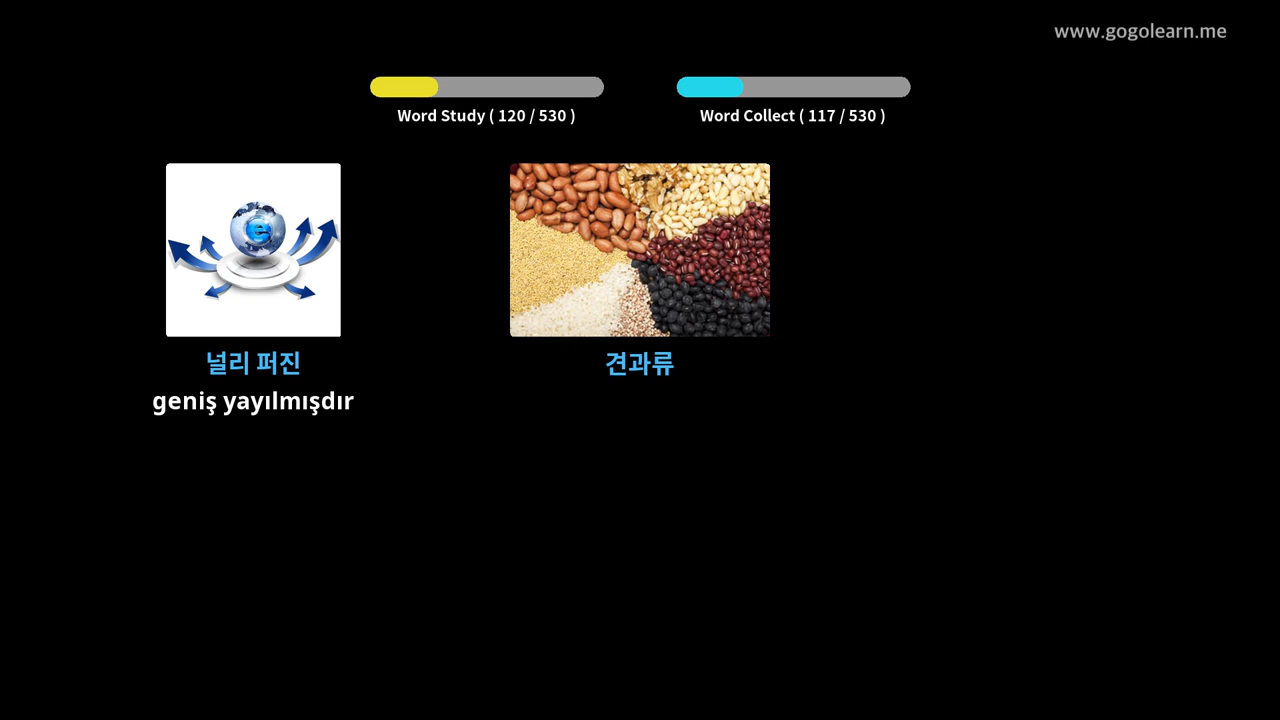 www.gogolearn.me
Word Study ( 120 / 530 )
Word Collect ( 117 / 530 )
e
널리 퍼진
견과류
geniş yayılmışdır